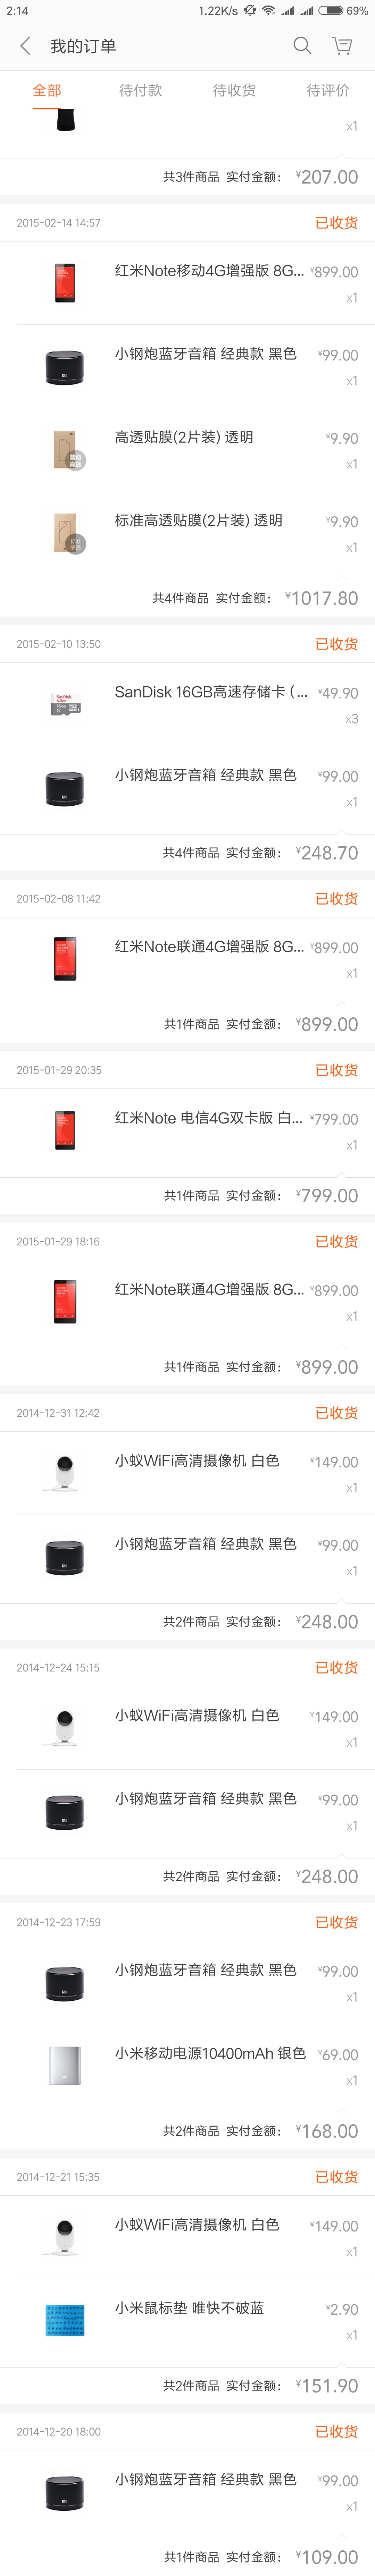 2:14 1.22K/s 69%
我的订单
全部 待付款 待收货 待评价
x1
共3件商品 实付金额： ¥207.00
2015-02-14 14:57 已收货
红米Note移动4G增强版 8G... ¥899.00
x1
小钢炮蓝牙音箱 经典款 黑色 ¥99.00
x1
高透贴膜(2片装) 透明 ¥9.90
x1
标准高透贴膜(2片装) 透明 ¥9.90
x1
共4件商品 实付金额： ¥1017.80
2015-02-10 13:50 已收货
SanDisk 16GB高速存储卡 (... ¥49.90
x3
小钢炮蓝牙音箱 经典款 黑色 ¥99.00
x1
共4件商品 实付金额： ¥248.70
2015-02-08 11:42 已收货
红米Note联通4G增强版 8G... ¥899.00
x1
共1件商品 实付金额： ¥899.00
2015-01-29 20:35 已收货
红米Note 电信4G双卡版 白... ¥799.00
x1
共1件商品 实付金额： ¥799.00
2015-01-29 18:16 已收货
红米Note联通4G增强版 8G... ¥899.00
x1
共1件商品 实付金额： ¥899.00
2014-12-31 12:42 已收货
小蚁WiFi高清摄像机 白色 ¥149.00
x1
小钢炮蓝牙音箱 经典款 黑色 ¥99.00
x1
共2件商品 实付金额： ¥248.00
2014-12-24 15:15 已收货
小蚁WiFi高清摄像机 白色 ¥149.00
x1
小钢炮蓝牙音箱 经典款 黑色 ¥99.00
x1
共2件商品 实付金额： ¥248.00
2014-12-23 17:59 已收货
小钢炮蓝牙音箱 经典款 黑色 ¥99.00
x1
小米移动电源10400mAh 银色 ¥69.00
x1
共2件商品 实付金额： ¥168.00
2014-12-21 15:35 已收货
小蚁WiFi高清摄像机 白色 ¥149.00
x1
小米鼠标垫 唯快不破蓝 ¥2.90
x1
共2件商品 实付金额： ¥151.90
2014-12-20 18:00 已收货
小钢炮蓝牙音箱 经典款 黑色 ¥99.00
x1
共1件商品 实付金额： ¥109.00